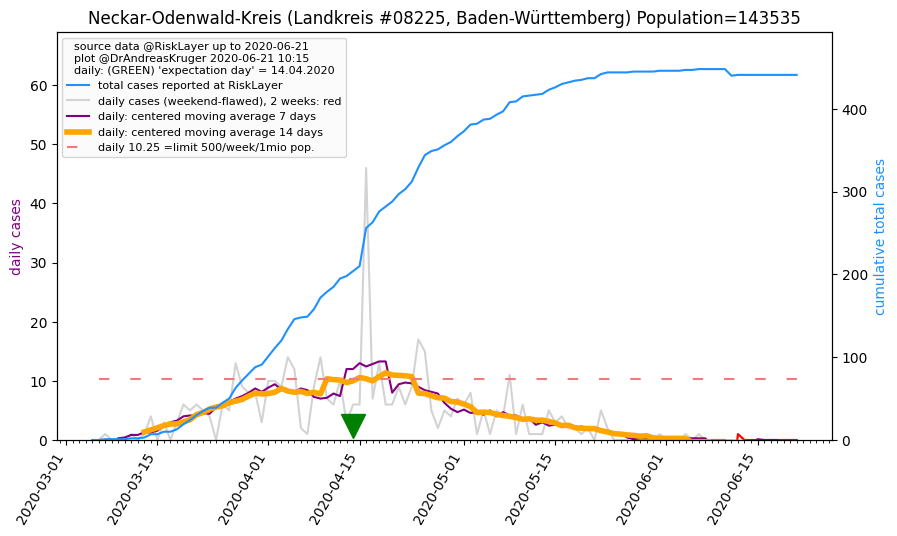 Neckar-Odenwald-Kreis (Landkreis #08225, Baden-Württemberg) Population=143535
source data @RiskLayer up to 2020-06-21
plot @DrAndreasKruger 2020-06-21 10:15
daily: (GREEN) 'expectation day' = 14.04.2020
total cases reported at RiskLayer
daily cases (weekend-flawed), 2 weeks: red
daily: centered moving average 7 days
daily: centered moving average 14 days
daily 10.25 =limit 500/week/1mio pop.
daily cases
60
50
40
30
20
10
0
400
300
200
100
0
cumulative total cases
2020-03-01
2020-03-15
2020-04-01
2020-04-15
2020-05-01
2020-05-15
2020-06-01
2020-06-15